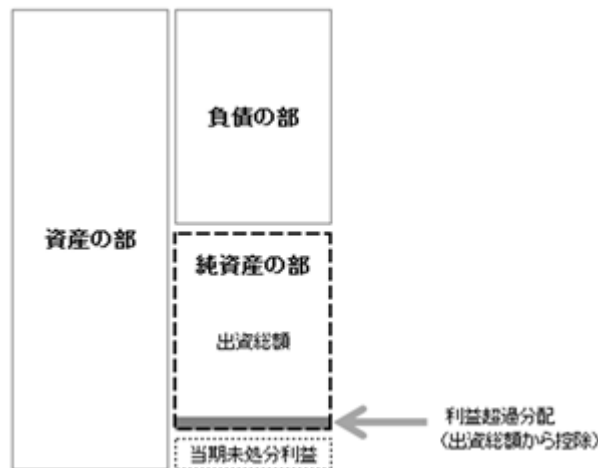 負債の部
資産の部
純資産の部
出資総額
利益超過分配
（出資総額から控除）
当期未処分利益